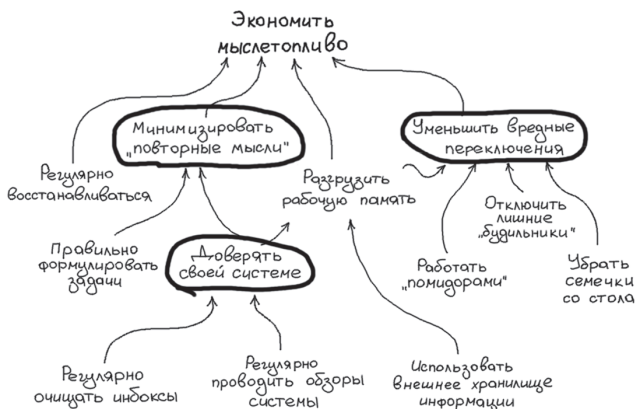 Экономить
мыслетопливо
Минимизировать
„повторные мысли"
Уменьшить вредные
переключения
Регулярно
восстанавливаться
Разгрузить
рабочую память
Отключить
лишние
„будильники"
Правильно
формулировать
задачи
Доверять
своей системе
Работать
„помидорами"
Убрать
семечки
со стола
Регулярно
очищать инбоксы
Регулярно
проводить обзоры
системы
Использовать
внешнее хранилище
информации